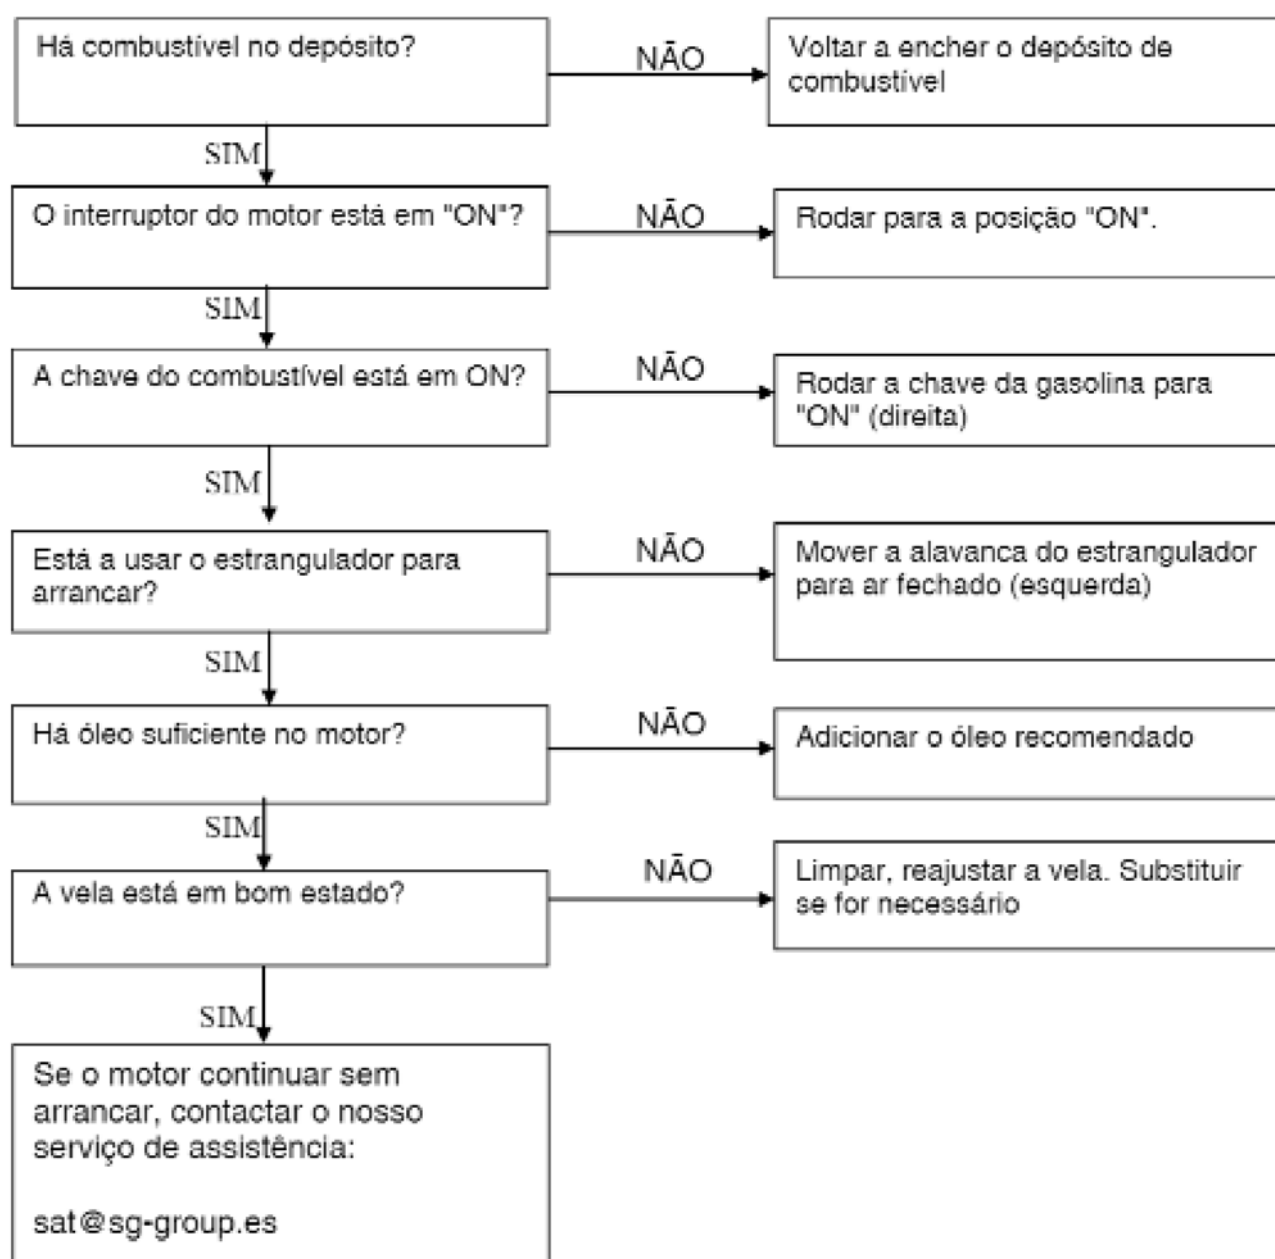 Há combustível no depósito?
NÃO
Voltar a encher o depósito de
combustível
SIM
O interruptor do motor está em "ON"?
NÃO
Rodar para a posição "ON".
SIM
A chave do combustível está em ON?
NÃO
Rodar a chave da gasolina para
"ON" (direita)
SIM
Está a usar o estrangulador para
arrancar?
NÃO
Mover a alavanca do estrangulador
para ar fechado (esquerda)
SIM
Há óleo suficiente no motor?
NÃO
Adicionar o óleo recomendado
SIM
A vela está em bom estado?
NÃO
Limpar, reajustar a vela. Substituir
se for necessário
SIM
Se o motor continuar sem
arrancar, contactar o nosso
serviço de assistência:
sat@sg-group.es